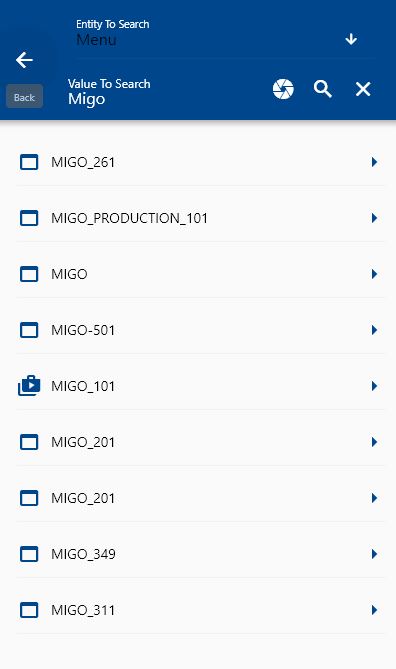 Entity To Search
Menu
Back
Value To Search
Migo
MIGO_261
MIGO_PRODUCTION_101
MIGO
MIGO-501
MIGO_101
MIGO_201
MIGO_201
MIGO_349
MIGO_311